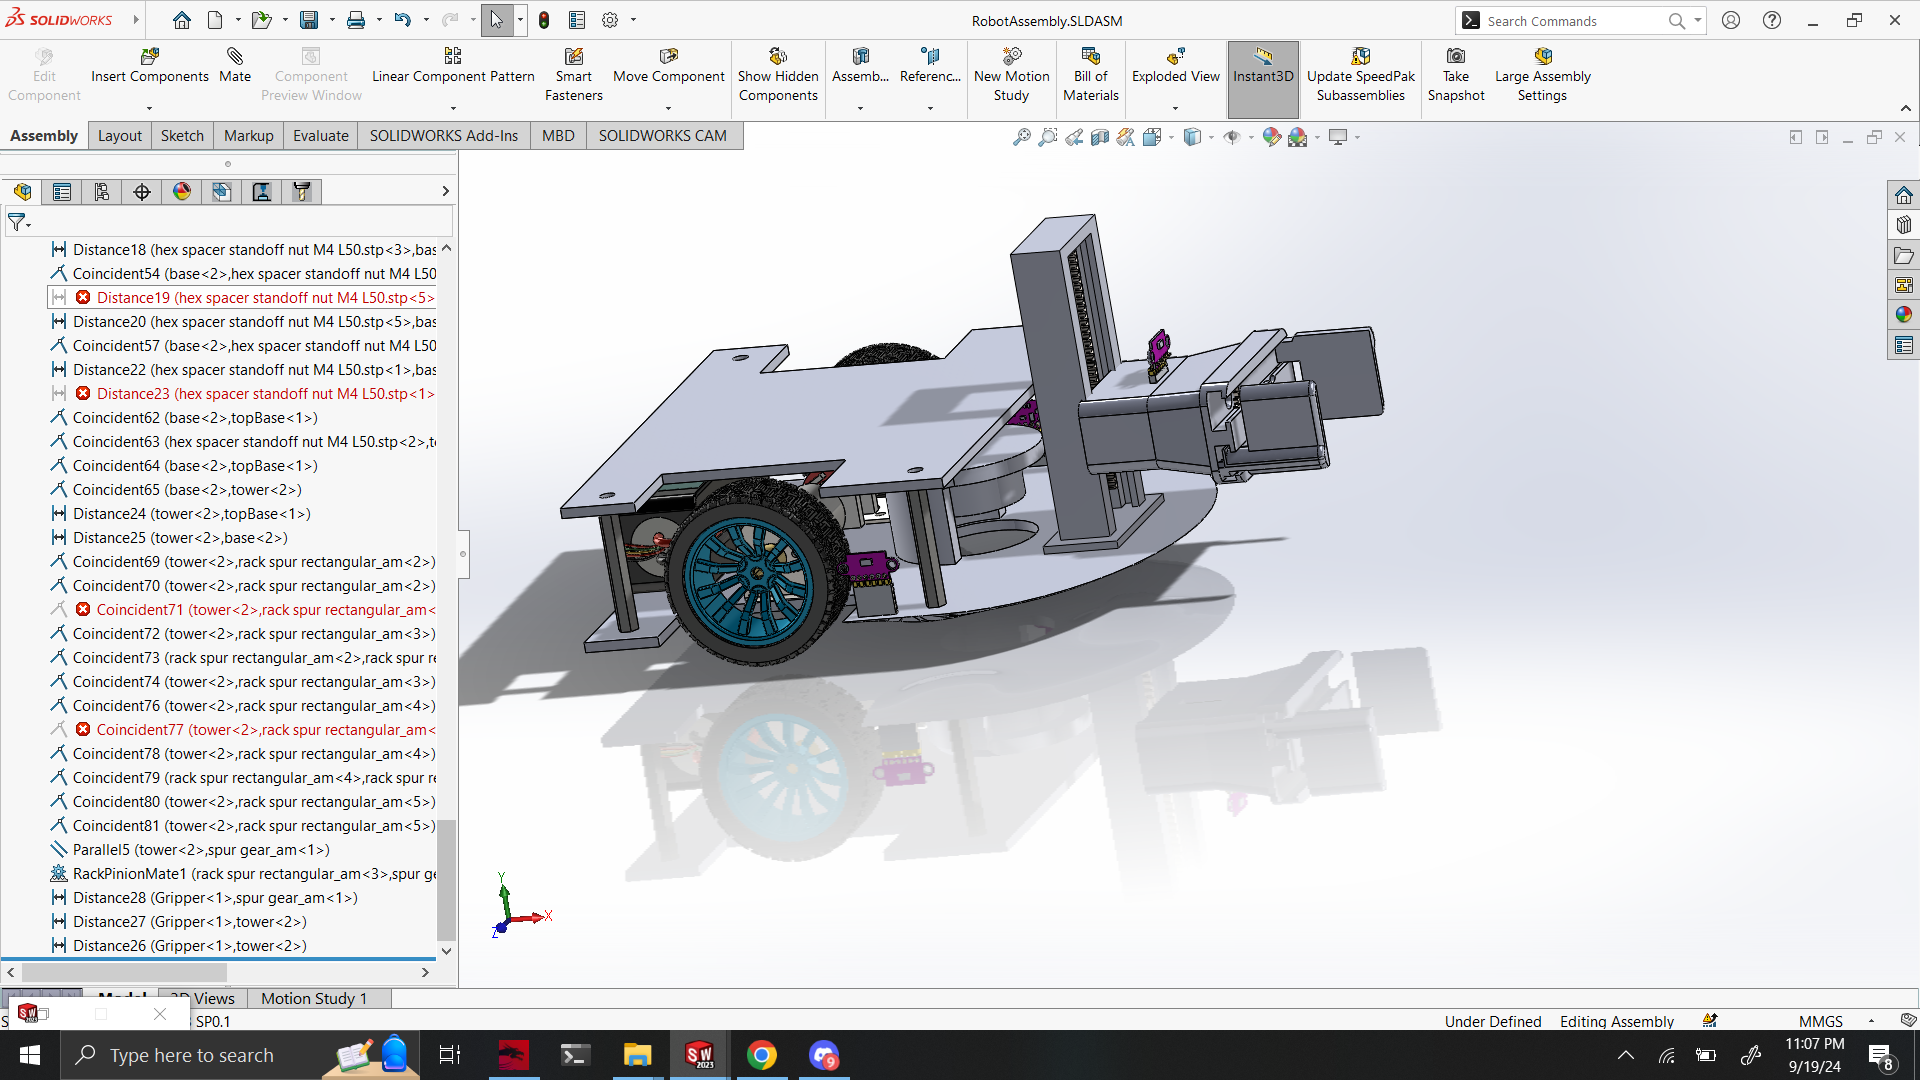 SOLIDWORKS
RobotAssembly.SLDASM
Search Commands
Edit Component
Insert Components
Mate
Component Preview Window
Linear Component Pattern
Smart Fasteners
Move Component
Show Hidden Components
Assemb...
Referenc...
New Motion Study
Bill of Materials
Exploded View
Instant3D
Update SpeedPak Subassemblies
Take Snapshot
Large Assembly Settings
Assembly
Layout
Sketch
Markup
Evaluate
SOLIDWORKS Add-Ins
MBD
SOLIDWORKS CAM
Distance18 (hex spacer standoff nut M4 L50.stp<3>,bas
Coincident54 (base<2>,hex spacer standoff nut M4 L50
Distance19 (hex spacer standoff nut M4 L50.stp<5>
Distance20 (hex spacer standoff nut M4 L50.stp<5>,bas
Coincident57 (base<2>,hex spacer standoff nut M4 L50
Distance22 (hex spacer standoff nut M4 L50.stp<1>,bas
Distance23 (hex spacer standoff nut M4 L50.stp<1>
Coincident62 (base<2>,topBase<1>)
Coincident63 (hex spacer standoff nut M4 L50.stp<2>,t
Coincident64 (base<2>,topBase<1>)
Coincident65 (base<2>,tower<2>)
Distance24 (tower<2>,topBase<1>)
Distance25 (tower<2>,base<2>)
Coincident69 (tower<2>,rack spur rectangular_am<2>)
Coincident70 (tower<2>,rack spur rectangular_am<2>)
Coincident71 (tower<2>,rack spur rectangular_am<
Coincident72 (tower<2>,rack spur rectangular_am<3>)
Coincident73 (rack spur rectangular_am<2>,rack spur re
Coincident74 (tower<2>,rack spur rectangular_am<3>)
Coincident76 (tower<2>,rack spur rectangular_am<4>)
Coincident77 (tower<2>,rack spur rectangular_am<
Coincident78 (tower<2>,rack spur rectangular_am<4>)
Coincident79 (rack spur rectangular_am<4>,rack spur re
Coincident80 (tower<2>,rack spur rectangular_am<5>)
Coincident81 (tower<2>,rack spur rectangular_am<5>)
Parallel5 (tower<2>,spur gear_am<1>)
RackPinionMate1 (rack spur rectangular_am<3>,spur ge
Distance28 (Gripper<1>,spur gear_am<1>)
Distance27 (Gripper<1>,tower<2>)
Distance26 (Gripper<1>,tower<2>)
Y
X
Z
Model
3D Views
Motion Study 1
SP0.1
Under Defined
Editing Assembly
MMGS
Type here to search
SW
2023
9
11:07 PM
9/19/24
8